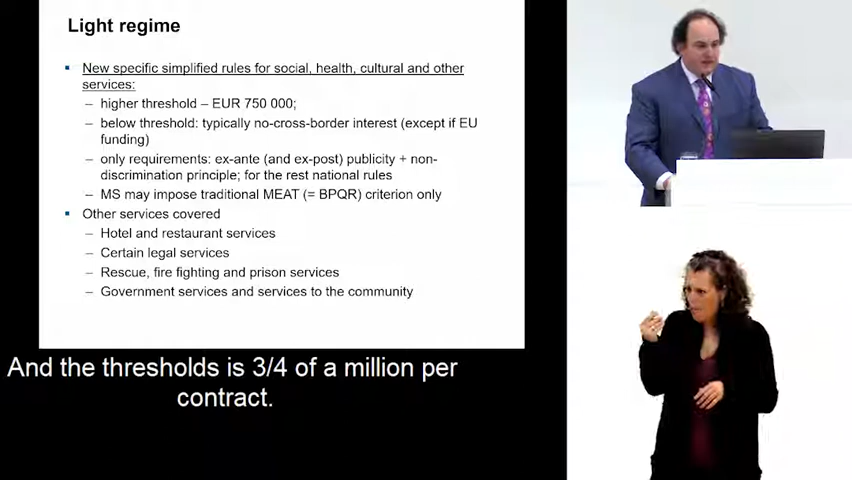 Light regime
▪ New specific simplified rules for social, health, cultural and other
services:
– higher threshold – EUR 750 000;
– below threshold: typically no-cross-border interest (except if EU
funding)
– only requirements: ex-ante (and ex-post) publicity + non-
discrimination principle; for the rest national rules
– MS may impose traditional MEAT (= BPQR) criterion only
▪ Other services covered
– Hotel and restaurant services
– Certain legal services
– Rescue, fire fighting and prison services
– Government services and services to the community
And the thresholds is 3/4 of a million per
contract.